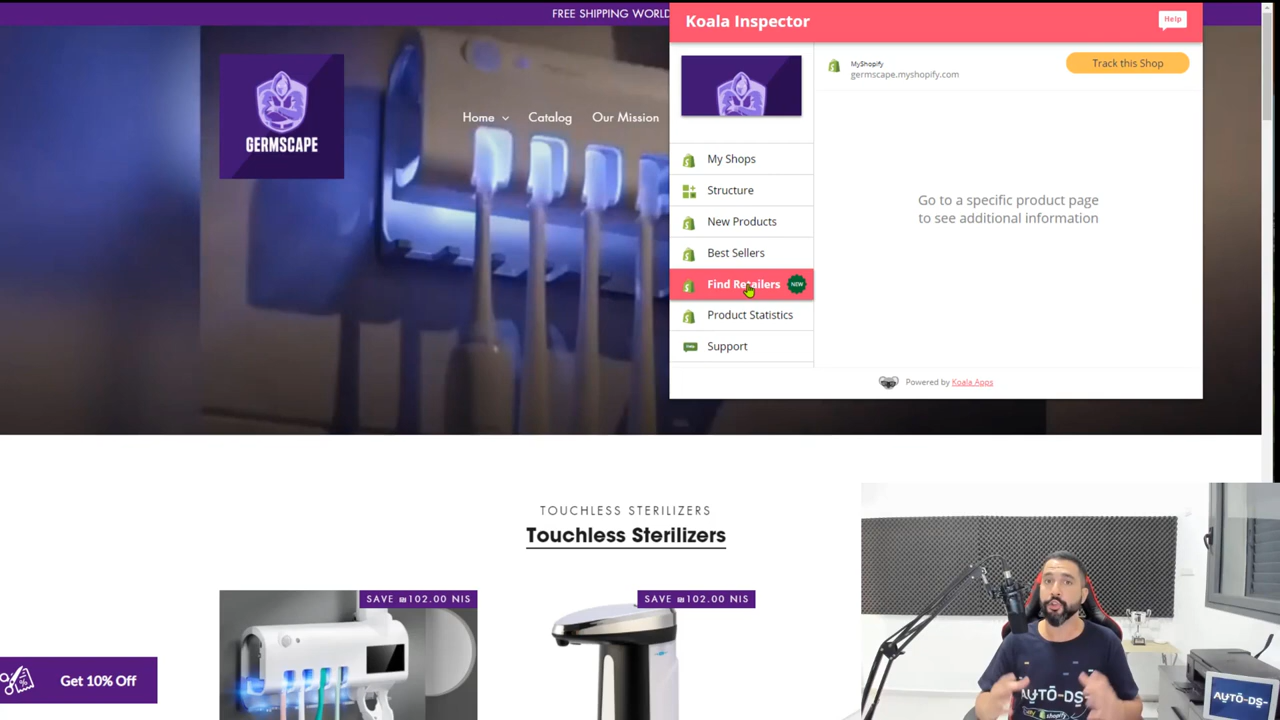 FREE SHIPPING WORLD
Koala Inspector
Help
GERMSCAPE
Home
Catalog
Our Mission
MyShopify
germscape.myshopify.com
Track this Shop
My Shops
Structure
New Products
Best Sellers
Find Retailers
NEW
Product Statistics
Support
Go to a specific product page
to see additional information
Powered by Koala Apps
TOUCHLESS STERILIZERS
Touchless Sterilizers
SAVE ₪102.00 NIS
SAVE ₪102.00 NIS
Get 10% Off
AUTO-DS-
shopify
AUTO-DS-